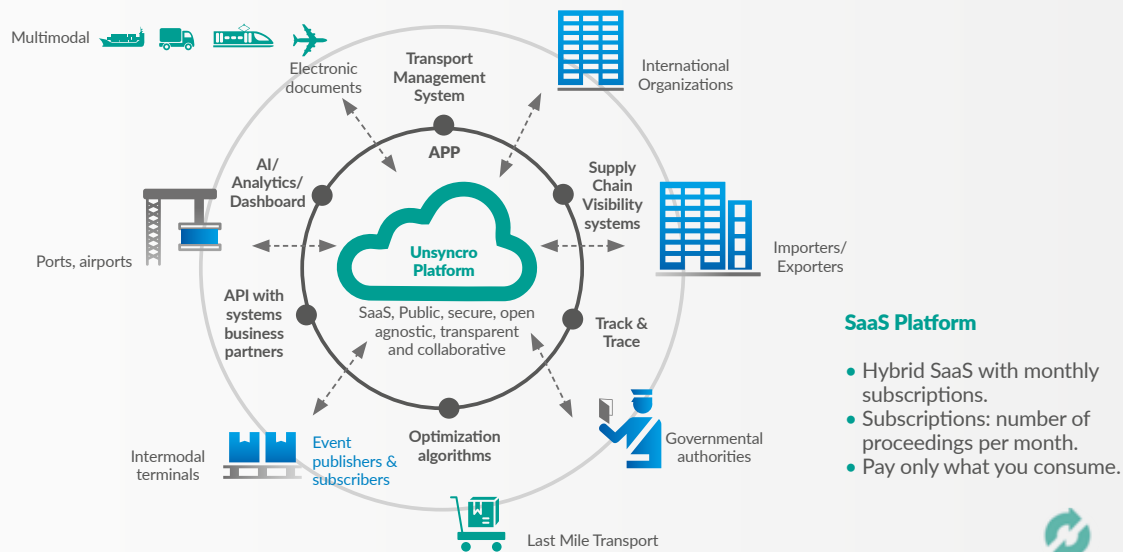 Multimodal
Electronic
documents
Transport
Management
System
International
Organizations
APP
AI/
Analytics/
Dashboard
Supply
Chain
Visibility
systems
Unsyncro
Platform
Ports, airports
Importers/
Exporters
API with
systems
business
partners
SaaS, Public, secure, open
agnostic, transparent
and collaborative
Track &
Trace
Optimization
algorithms
Intermodal
terminals
Event
publishers &
subscribers
Governmental
authorities
Last Mile Transport
SaaS Platform
• Hybrid SaaS with monthly
subscriptions.
• Subscriptions: number of
proceedings per month.
• Pay only what you consume.